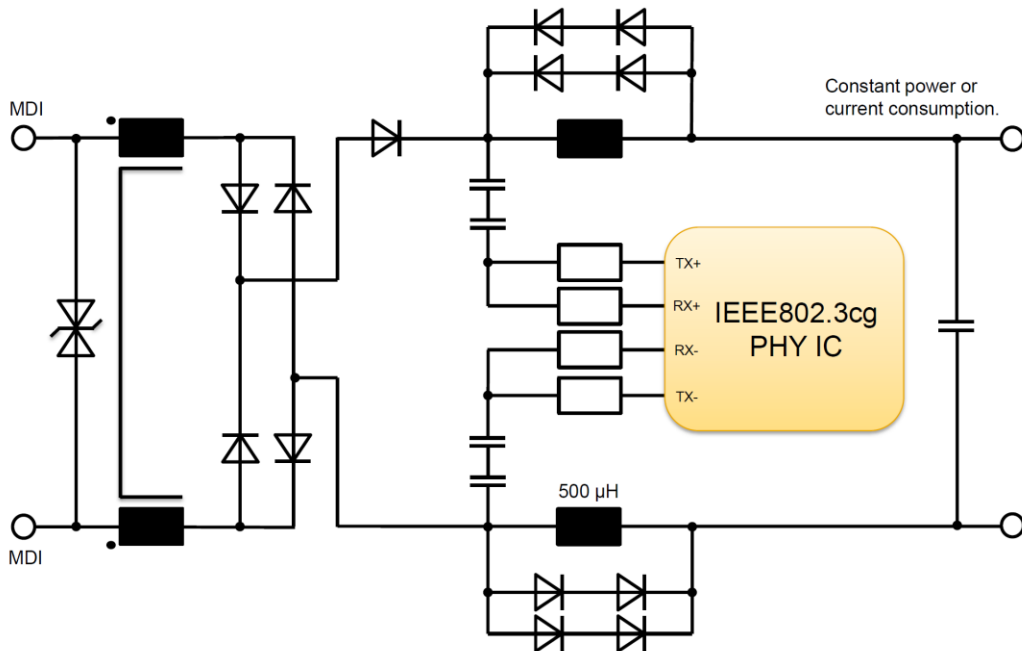 MDI
Constant power or
current consumption.
TX+
RX+
IEEE802.3cg
PHY IC
RX-
TX-
500 µH
MDI